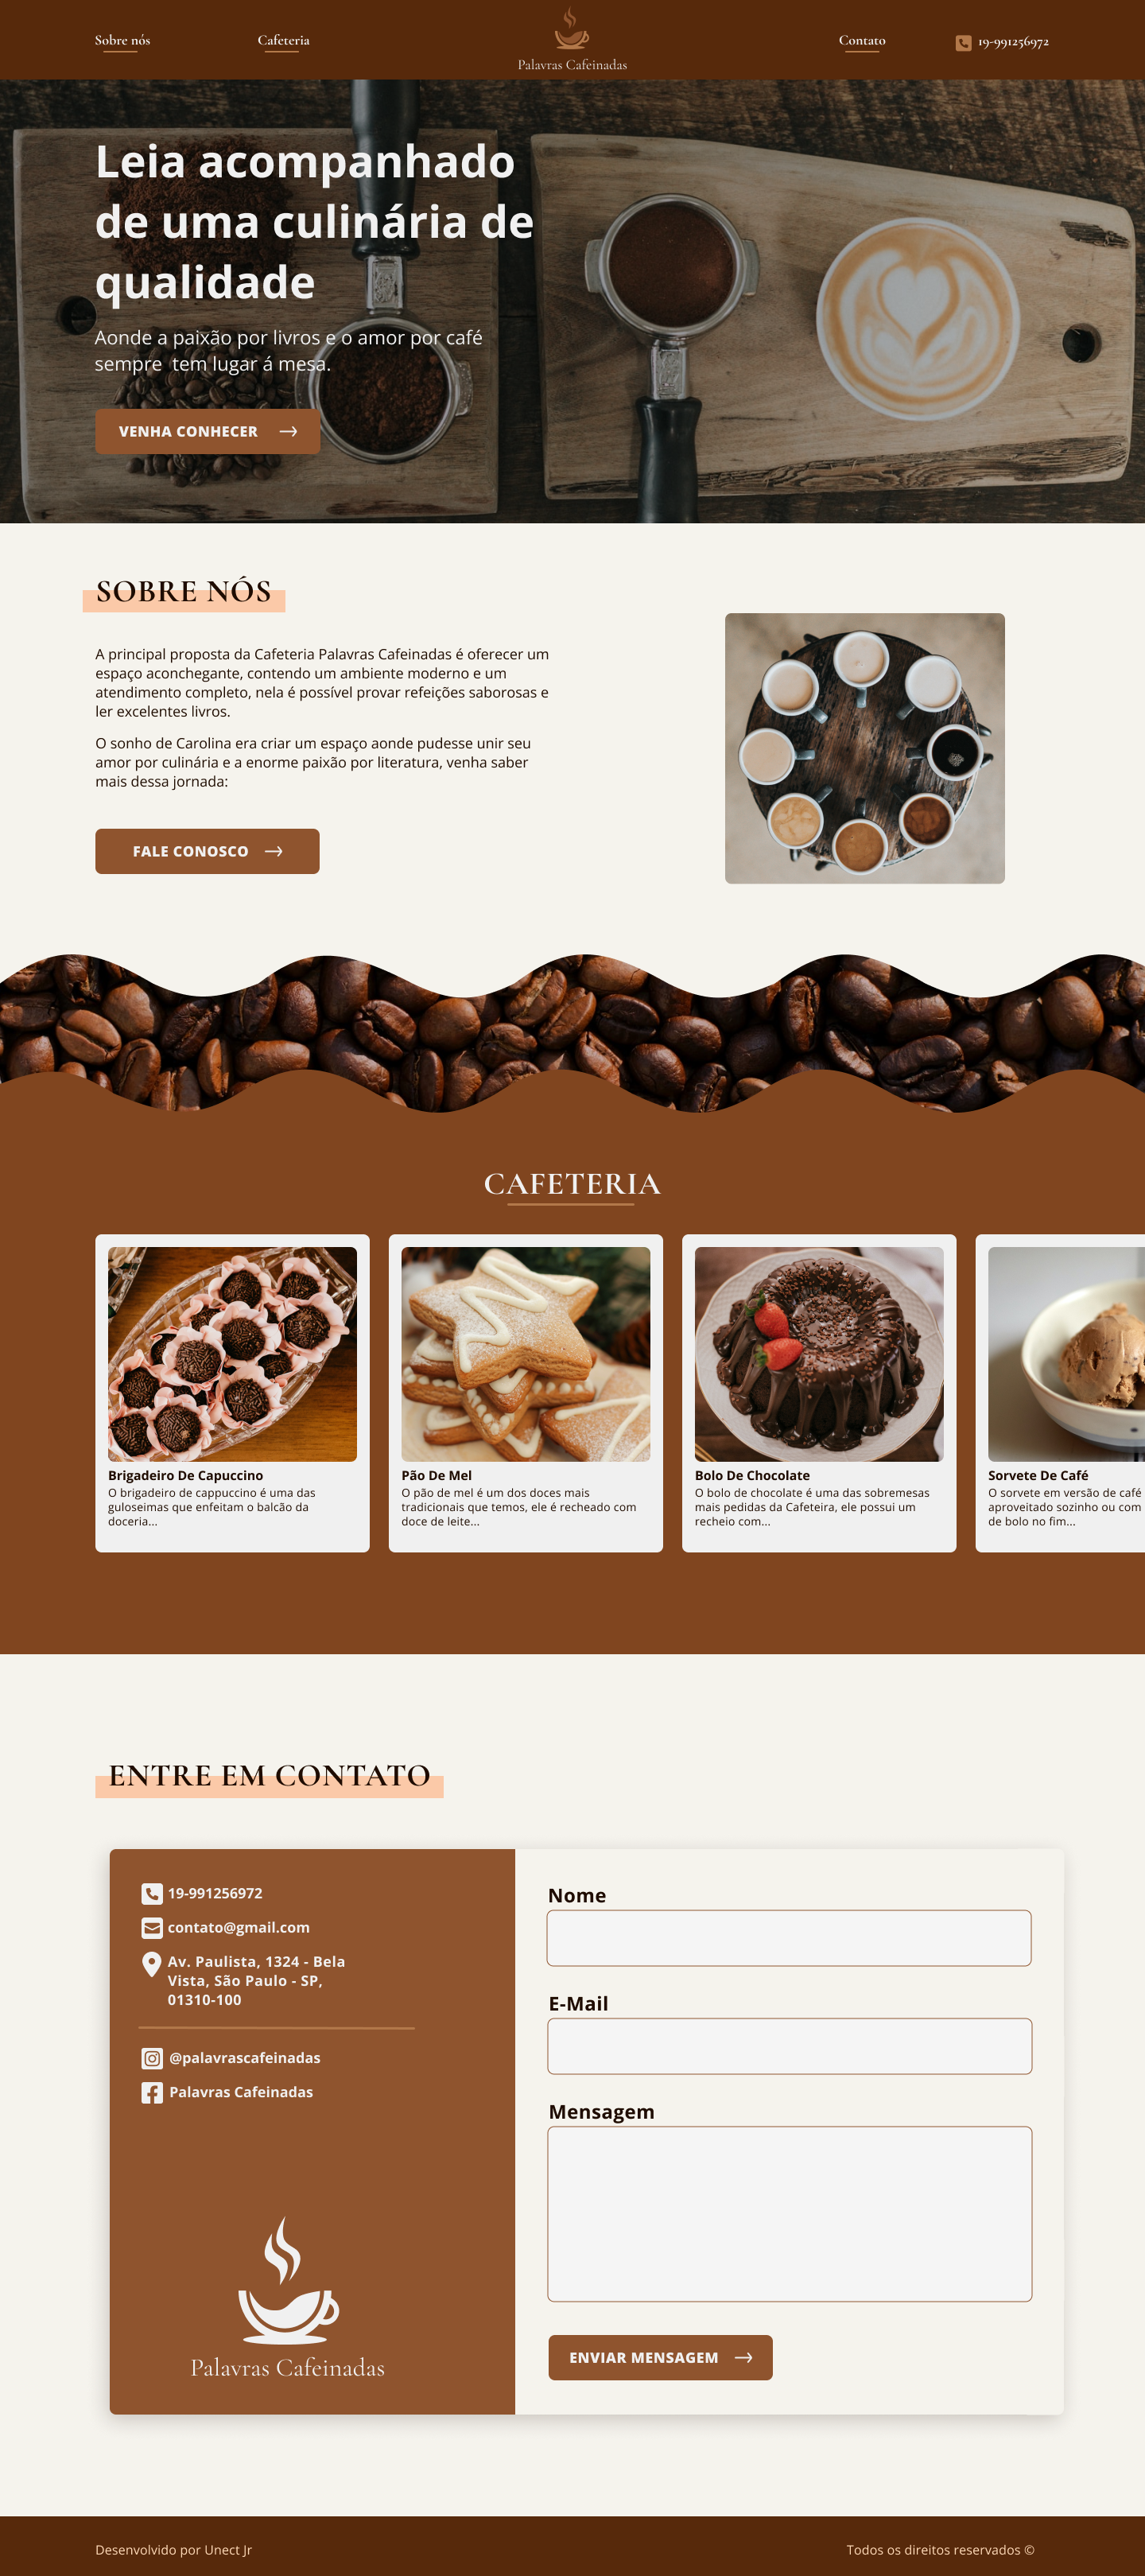 Sobre nós
Cafeteria
Palavras Cafeinadas
Contato
19-991256972
Leia acompanhado
de uma culinária de
qualidade
Aonde a paixão por livros e o amor por café
sempre tem lugar á mesa.
VENHA CONHECER
SOBRE NÓS
A principal proposta da Cafeteria Palavras Cafeinadas é oferecer um
espaço aconchegante, contendo um ambiente moderno e um
atendimento completo, nela é possível provar refeições saborosas e
ler excelentes livros.
O sonho de Carolina era criar um espaço aonde pudesse unir seu
amor por culinária e a enorme paixão por literatura, venha saber
mais dessa jornada:
FALE CONOSCO
CAFETERIA
Brigadeiro De Capuccino
O brigadeiro de cappuccino é uma das
guloseimas que enfeitam o balcão da
doceria...
Pão De Mel
O pão de mel é um dos doces mais
tradicionais que temos, ele é recheado com
doce de leite...
Bolo De Chocolate
O bolo de chocolate é uma das sobremesas
mais pedidas da Cafeteira, ele possui um
recheio com...
Sorvete De Café
O sorvete em versão de café
aproveitado sozinho ou com
de bolo no fim...
ENTRE EM CONTATO
19-991256972
contato@gmail.com
Av. Paulista, 1324 - Bela
Vista, São Paulo - SP,
01310-100
@palavrascafeinadas
Palavras Cafeinadas
Palavras Cafeinadas
Nome
E-Mail
Mensagem
ENVIAR MENSAGEM
Desenvolvido por Unect Jr
Todos os direitos reservados ©